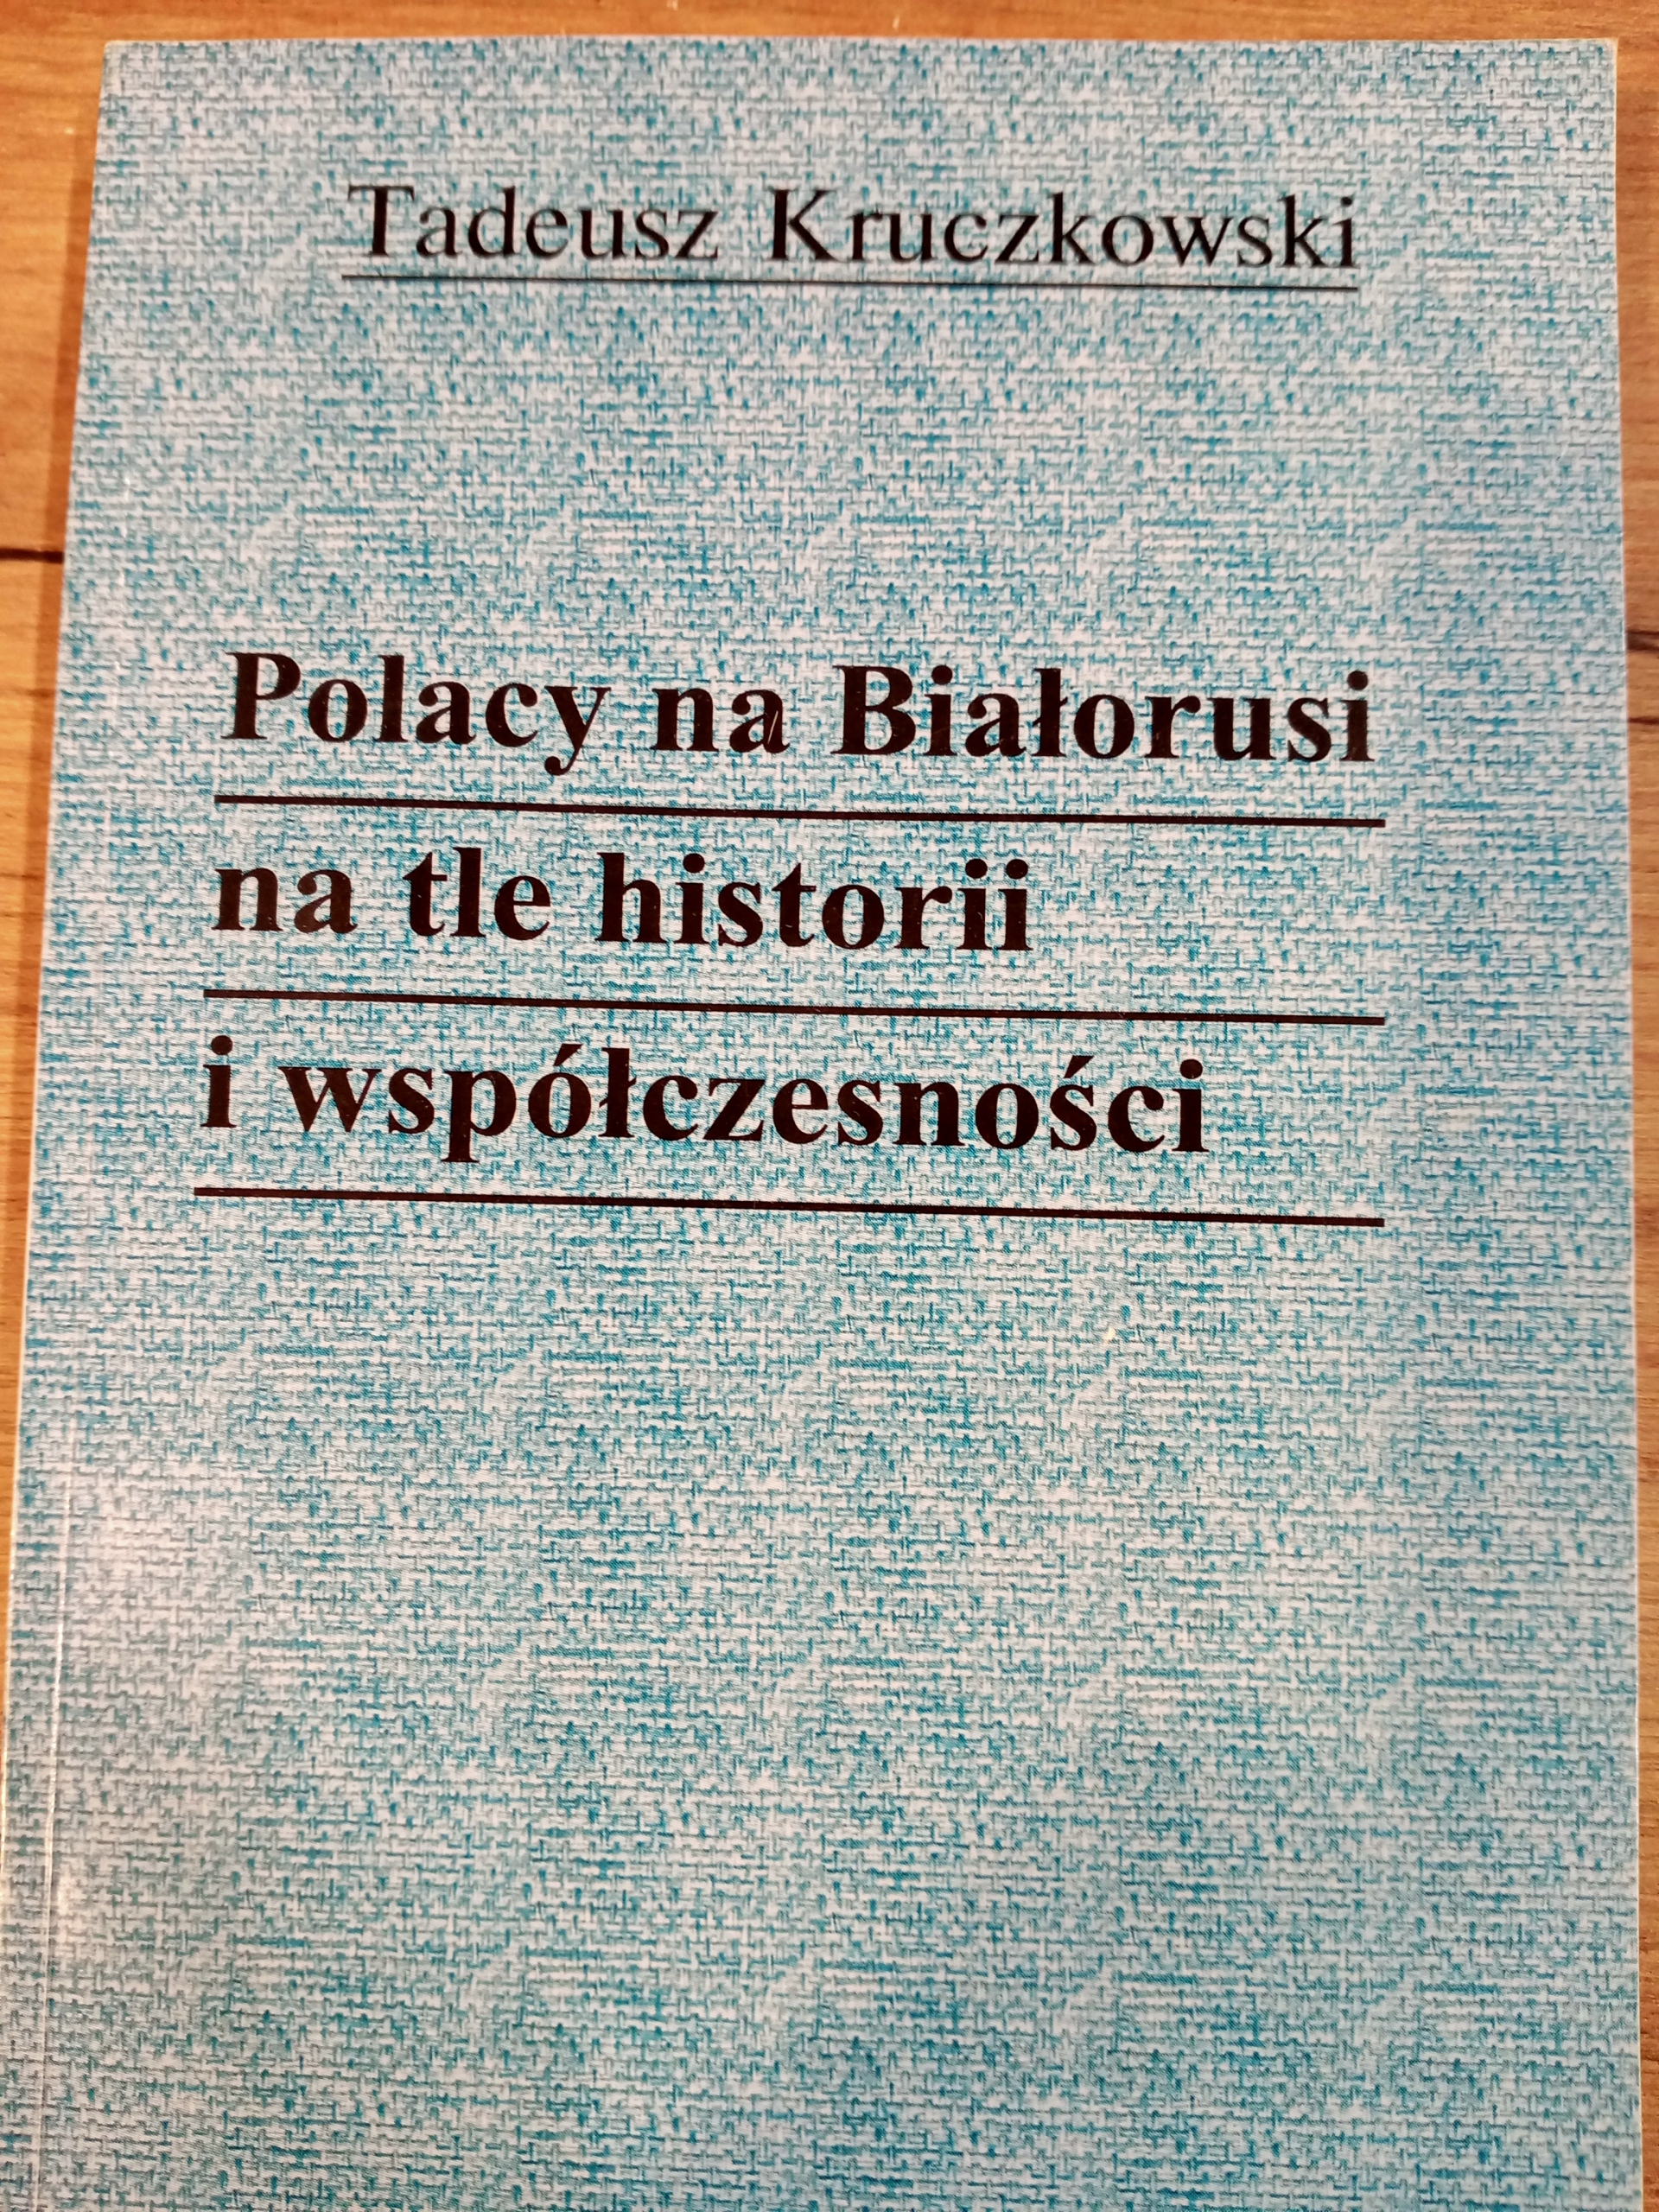 Tadeusz Kruczkowski
Polacy na Białorusi
na tle historii
i współczesności